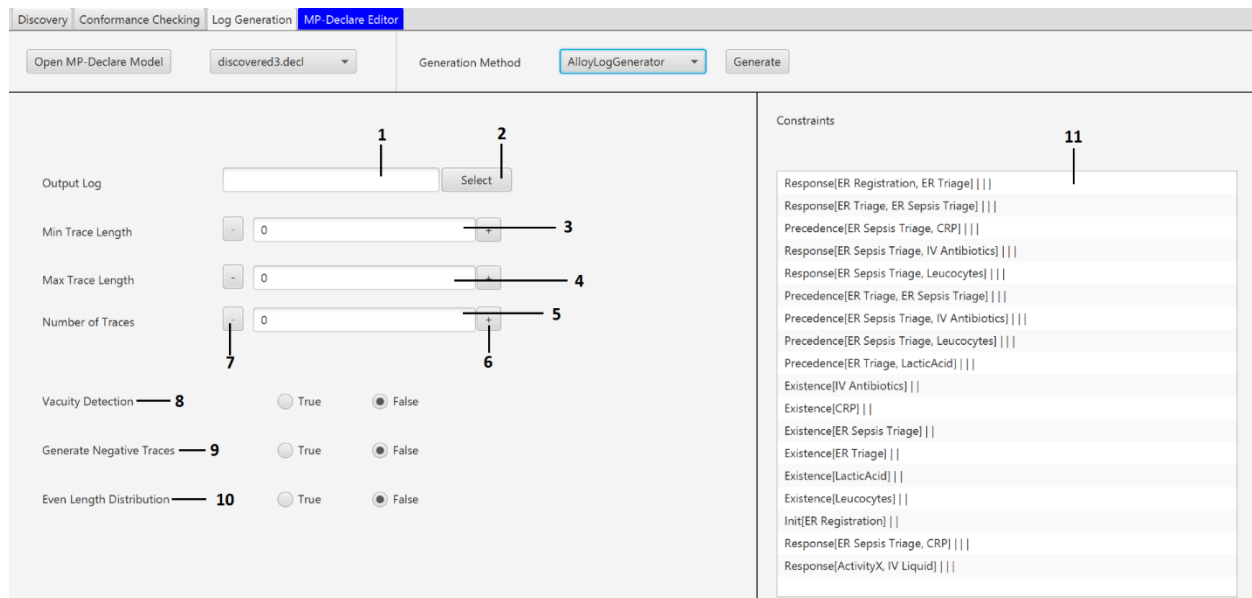 Discovery Conformance Checking Log Generation MP-Declare Editor
Open MP-Declare Model discovered3.decl Generation Method AlloyLogGenerator Generate
1 2
Output Log Select
Min Trace Length - 0 + 3
Max Trace Length - 0 + 4
Number of Traces - 0 + 5
7 6
Vacuity Detection 8 True False
Generate Negative Traces 9 True False
Even Length Distribution 10 True False
Constraints
11
Response[ER Registration, ER Triage] | | |
Response[ER Triage, ER Sepsis Triage] | | |
Precedence[ER Sepsis Triage, CRP] | | |
Response[ER Sepsis Triage, IV Antibiotics] | | |
Response[ER Sepsis Triage, Leucocytes] | | |
Precedence[ER Triage, ER Sepsis Triage] | | |
Precedence[ER Sepsis Triage, IV Antibiotics] | | |
Precedence[ER Sepsis Triage, Leucocytes] | | |
Precedence[ER Triage, LacticAcid] | | |
Existence[IV Antibiotics] | |
Existence[CRP] | |
Existence[ER Sepsis Triage] | |
Existence[ER Triage] | |
Existence[LacticAcid] | |
Existence[Leucocytes] | |
Init[ER Registration] | |
Response[ER Sepsis Triage, CRP] | | |
Response[ActivityX, IV Liquid] | | |